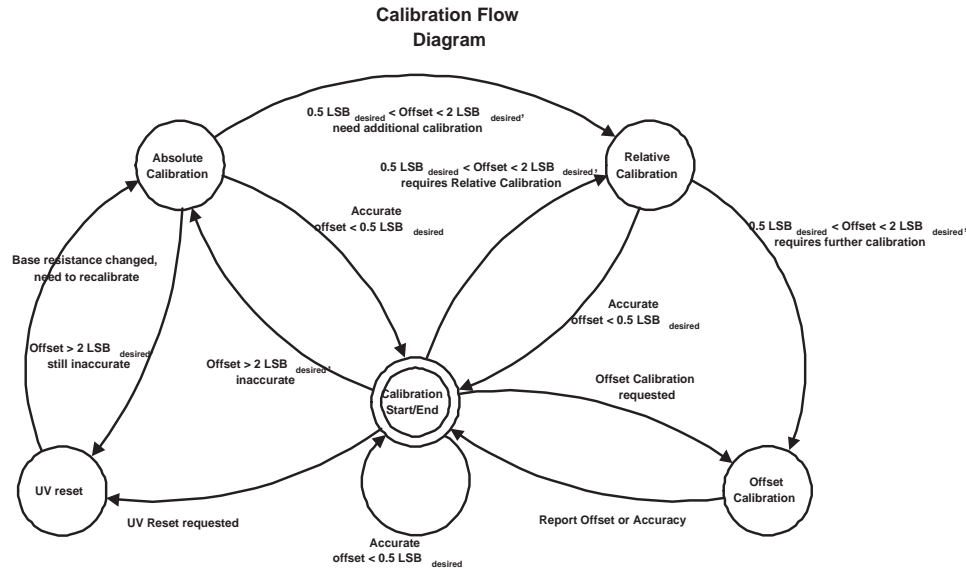 Calibration Flow
Diagram
0.5 LSB desired < Offset < 2 LSB desired,
need additional calibration
Absolute
Calibration
0.5 LSB desired < Offset < 2 LSB desired,
requires Relative Calibration
Relative
Calibration
Accurate
offset < 0.5 LSB desired
0.5 LSB desired < Offset < 2 LSB desired,
requires further calibration
Base resistance changed,
need to recalibrate
Accurate
offset < 0.5 LSB desired
Offset > 2 LSB desired,
still inaccurate
Offset > 2 LSB desired,
inaccurate
Calibration
Start/End
Offset Calibration
requested
UV reset
Offset
Calibration
UV Reset requested
Report Offset or Accuracy
Accurate
offset < 0.5 LSB desired